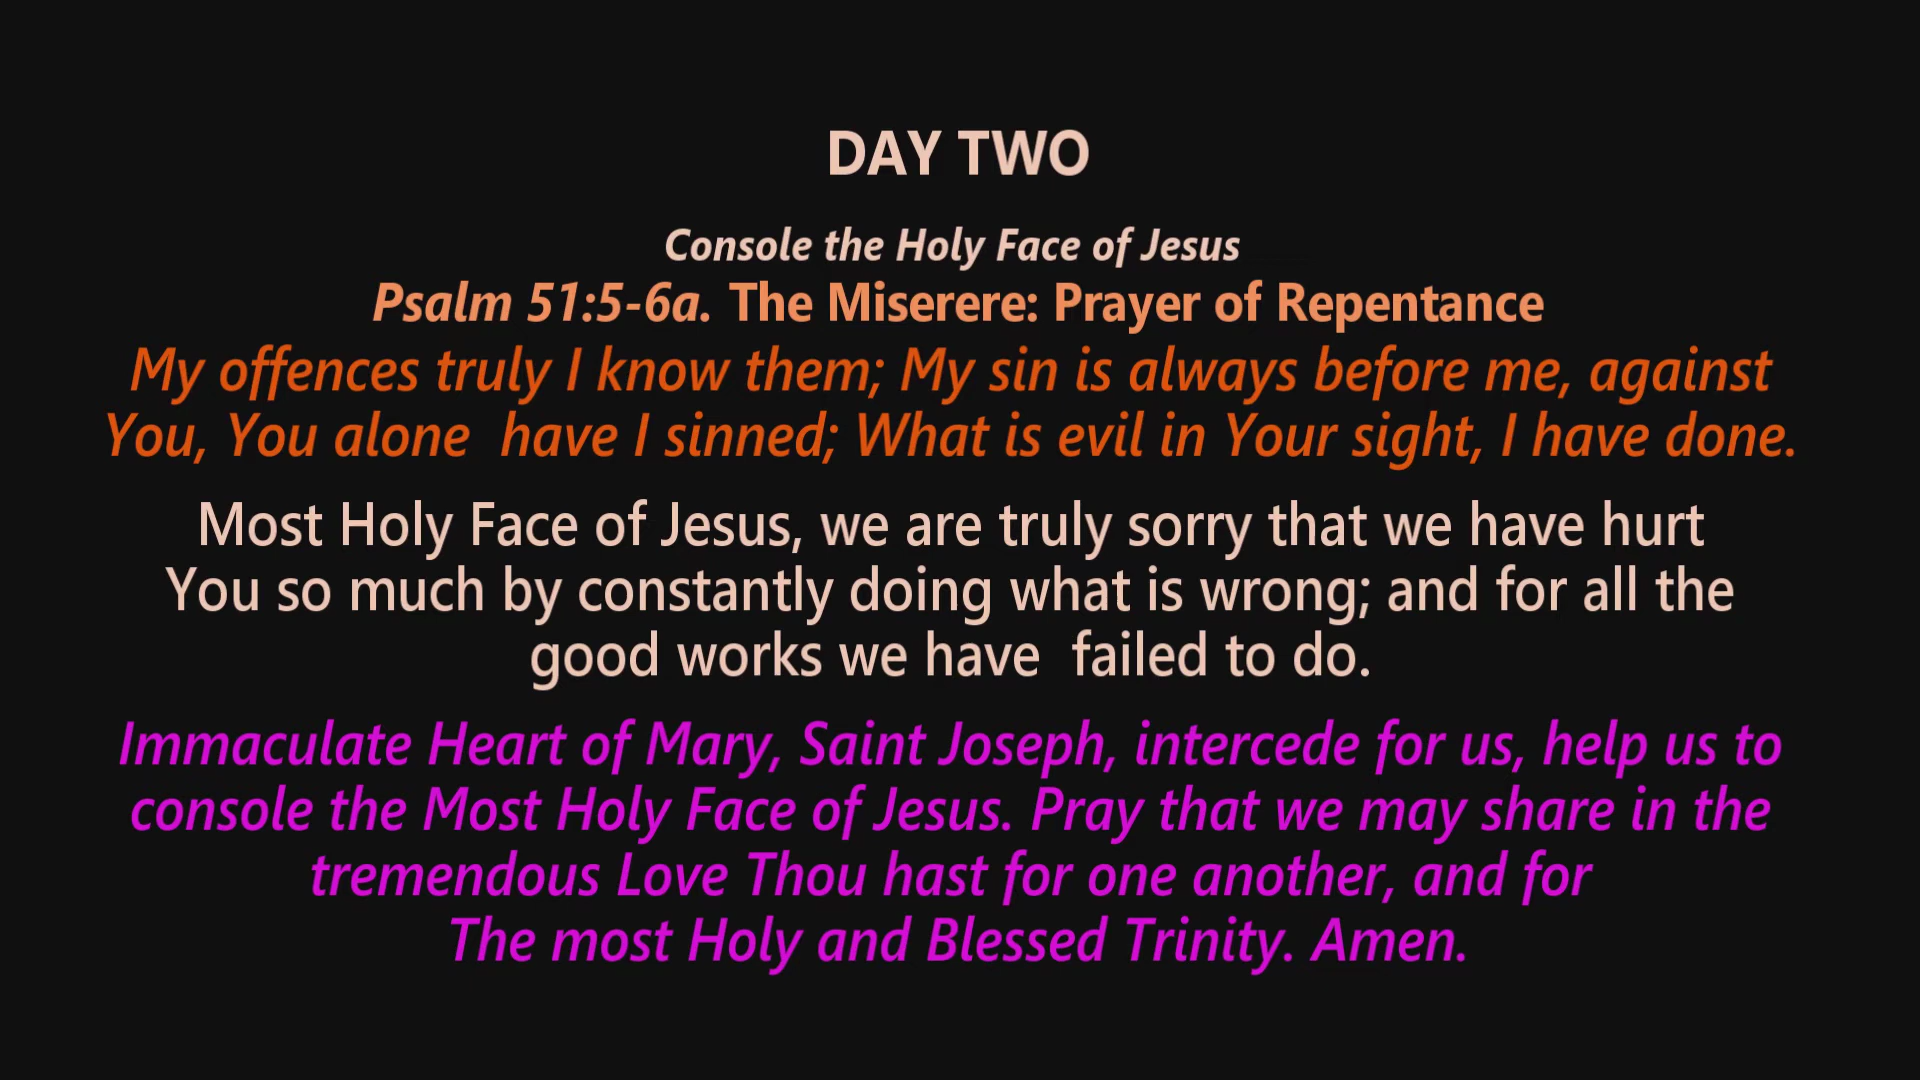 DAY TWO
Console the Holy Face of Jesus
Psalm 51:5-6a. The Miserere: Prayer of Repentance
My offences truly I know them; My sin is always before me, against
You, You alone  have I sinned; What is evil in Your sight, I have done.
Most Holy Face of Jesus, we are truly sorry that we have hurt
You so much by constantly doing what is wrong; and for all the
good works we have  failed to do.
Immaculate Heart of Mary, Saint Joseph, intercede for us, help us to
console the Most Holy Face of Jesus. Pray that we may share in the
tremendous Love Thou hast for one another, and for
The most Holy and Blessed Trinity. Amen.